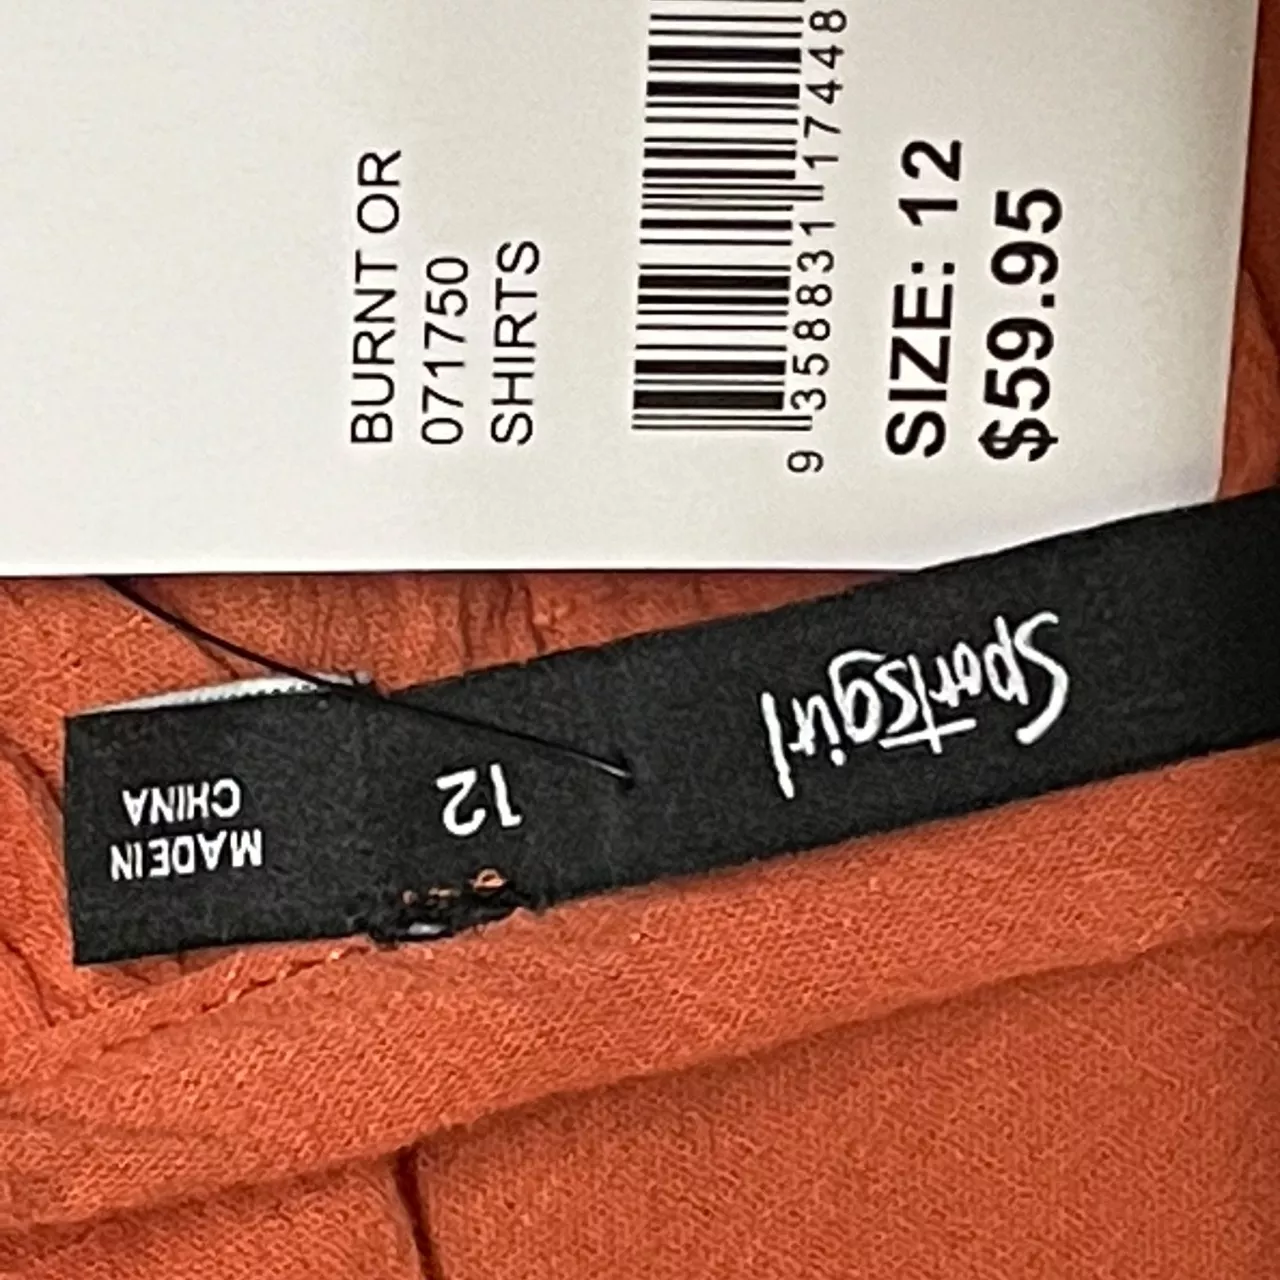 BURNT OR
071750
SHIRTS
9 358831 17448
SIZE: 12
$59.95
Sportsgirl
12
MADE IN
CHINA